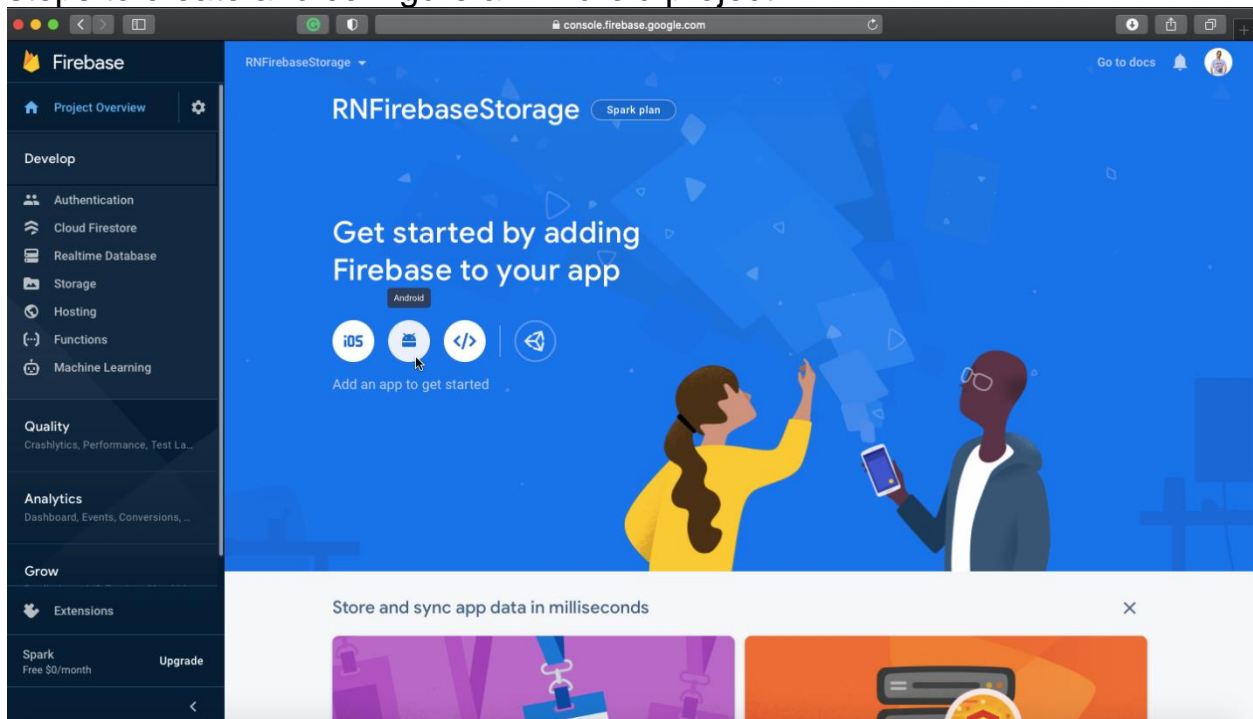 console.firebase.google.com
Firebase
RNFirebaseStorage
Go to docs
Project Overview
RNFirebaseStorage
Spark plan
Develop
Authentication
Cloud Firestore
Realtime Database
Storage
Hosting
Functions
Machine Learning
Get started by adding
Firebase to your app
Android
iOS
</>
Add an app to get started
Quality
Crashlytics, Performance, Test La...
Analytics
Dashboard, Events, Conversions, ...
Grow
Extensions
Store and sync app data in milliseconds
Spark
Free $0/month
Upgrade